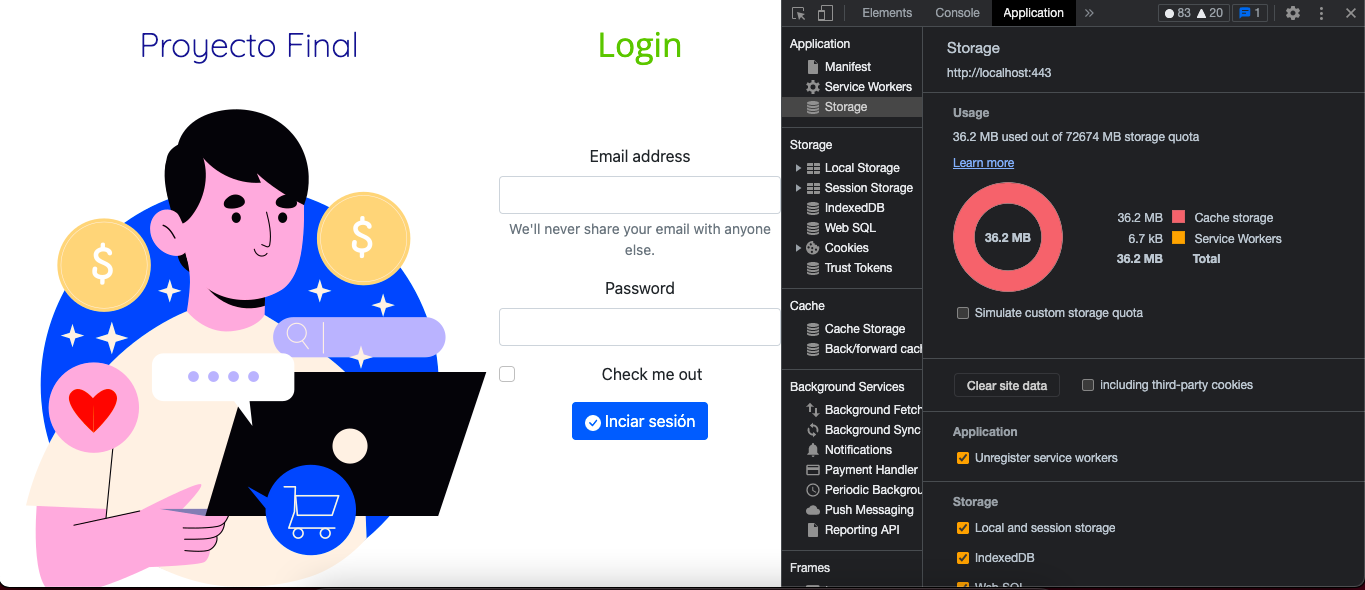 Proyecto Final
$
$
Login
Email address
We'll never share your email with anyone
else.
Password
Check me out
Inciar sesión
Elements
Console
Application
»
83
20
1
Application
Manifest
Service Workers
Storage
Storage
Local Storage
Session Storage
IndexedDB
Web SQL
Cookies
Trust Tokens
Cache
Cache Storage
Back/forward cacl
Background Services
Background Fetch
Background Sync
Notifications
Payment Handler
Periodic Backgrou
Push Messaging
Reporting API
Frames
Storage
http://localhost:443
Usage
36.2 MB used out of 72674 MB storage quota
Learn more
36.2 MB
36.2 MB Cache storage
6.7 kB Service Workers
36.2 MB Total
Simulate custom storage quota
Clear site data
including third-party cookies
Application
Unregister service workers
Storage
Local and session storage
IndexedDB
Web SQL